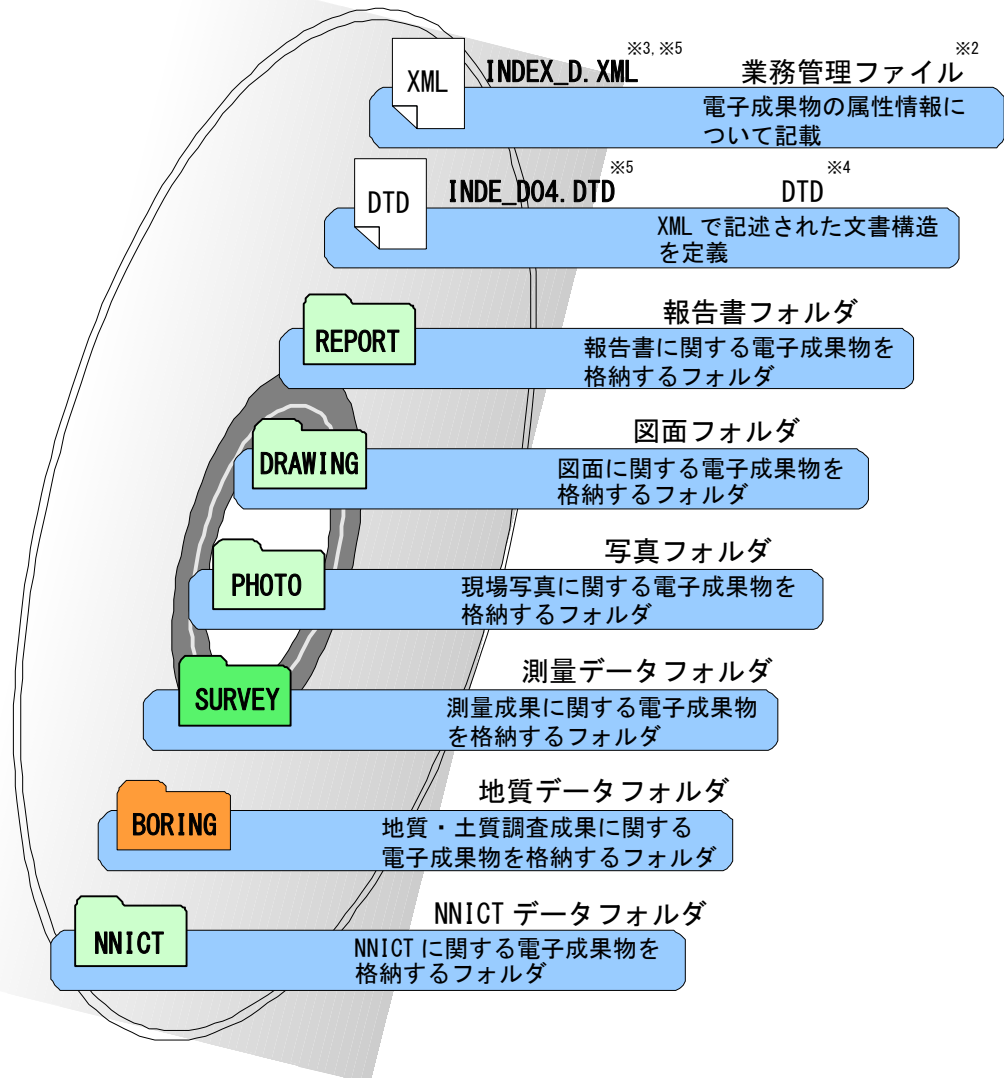 ※3, ※5 ※2
XML INDEX_D.XML 業務管理ファイル
電子成果物の属性情報に
ついて記載
※5 ※4
DTD INDE_D04.DTD DTD
XML で記述された文書構造
を定義
報告書フォルダ
REPORT
報告書に関する電子成果物を
格納するフォルダ
図面フォルダ
DRAWING
図面に関する電子成果物を
格納するフォルダ
写真フォルダ
PHOTO
現場写真に関する電子成果物を
格納するフォルダ
測量データフォルダ
SURVEY
測量成果に関する電子成果物
を格納するフォルダ
地質データフォルダ
BORING
地質・土質調査成果に関する
電子成果物を格納するフォルダ
NNICT データフォルダ
NNICT
NNICT に関する電子成果物を
格納するフォルダ